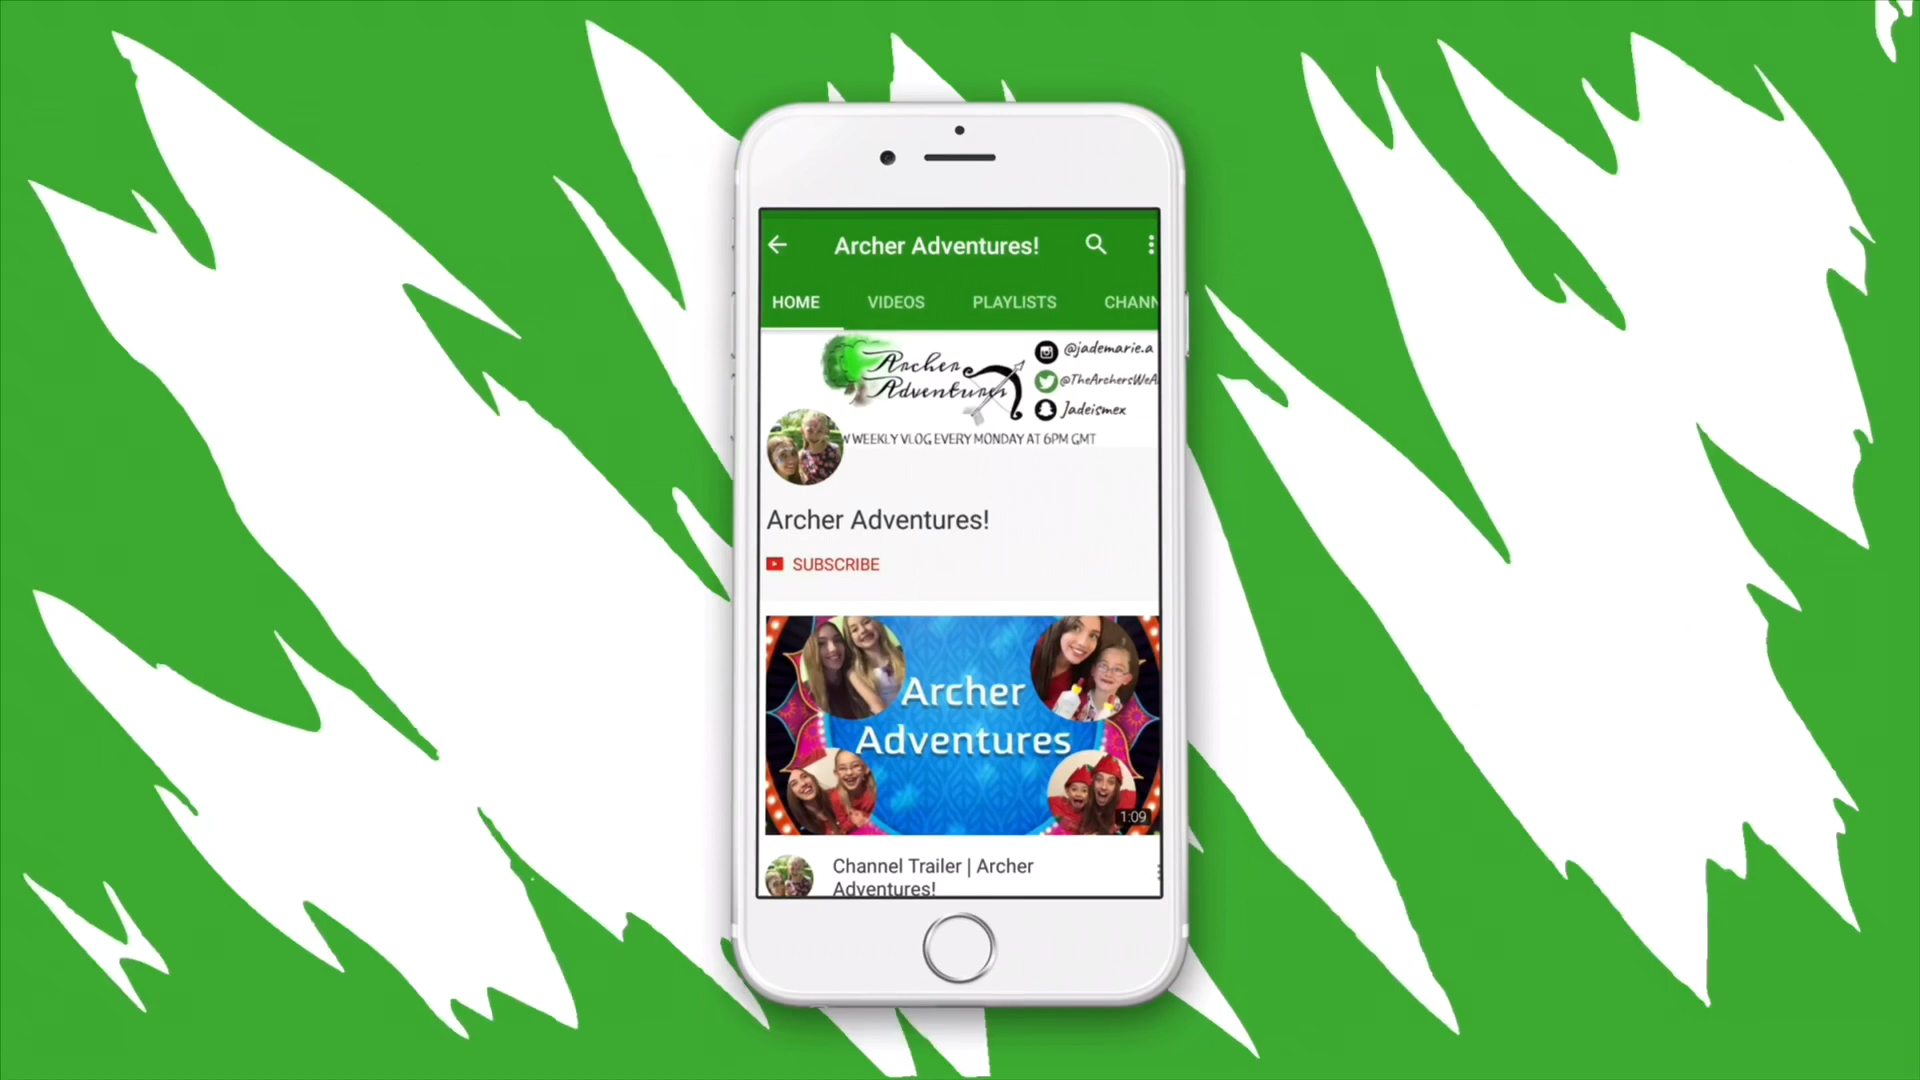 Archer Adventures!
HOME VIDEOS PLAYLISTS CHANN
Archer
Adventures
@jademarie.a
@TheArchersWeA
Jadeismex
WEEKLY VLOG EVERY MONDAY AT 6PM GMT
Archer Adventures!
SUBSCRIBE
Archer
Adventures
1:09
Channel Trailer | Archer
Adventures!